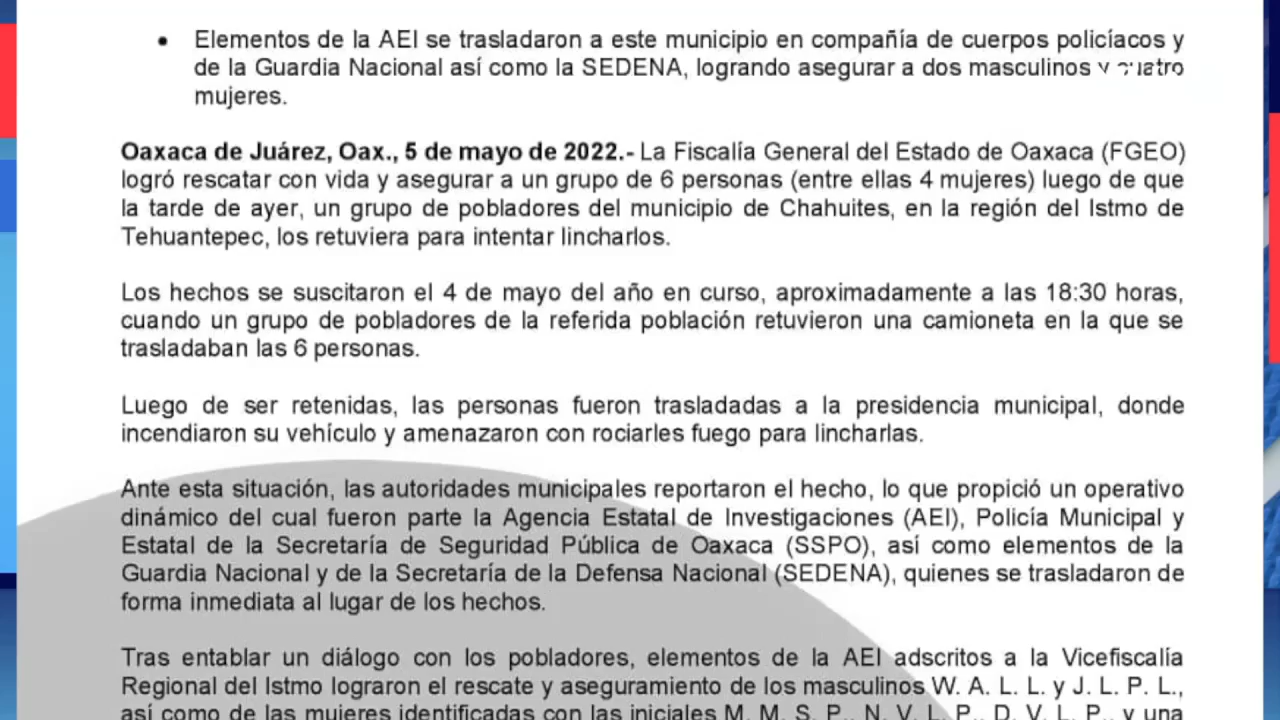 • Elementos de la AEI se trasladaron a este municipio en compañía de cuerpos policíacos y
de la Guardia Nacional así como la SEDENA, logrando asegurar a dos masculinos y cuatro
mujeres.
Oaxaca de Juárez, Oax., 5 de mayo de 2022.- La Fiscalía General del Estado de Oaxaca (FGEO)
logró rescatar con vida y asegurar a un grupo de 6 personas (entre ellas 4 mujeres) luego de que
la tarde de ayer, un grupo de pobladores del municipio de Chahuites, en la región del Istmo de
Tehuantepec, los retuviera para intentar lincharlos.
Los hechos se suscitaron el 4 de mayo del año en curso, aproximadamente a las 18:30 horas,
cuando un grupo de pobladores de la referida población retuvieron una camioneta en la que se
trasladaban las 6 personas.
Luego de ser retenidas, las personas fueron trasladadas a la presidencia municipal, donde
incendiaron su vehículo y amenazaron con rociarles fuego para lincharlas.
Ante esta situación, las autoridades municipales reportaron el hecho, lo que propició un operativo
dinámico del cual fueron parte la Agencia Estatal de Investigaciones (AEI), Policía Municipal y
Estatal de la Secretaría de Seguridad Pública de Oaxaca (SSPO), así como elementos de la
Guardia Nacional y de la Secretaría de la Defensa Nacional (SEDENA), quienes se trasladaron de
forma inmediata al lugar de los hechos.
Tras entablar un diálogo con los pobladores, elementos de la AEI adscritos a la Vicefiscalía
Regional del Istmo lograron el rescate y aseguramiento de los masculinos W. A. L. L. y J. L. P. L.,
así como de las mujeres identificadas con las iniciales M. M. S. P., N. V. L. P., D. V. L. P., y una